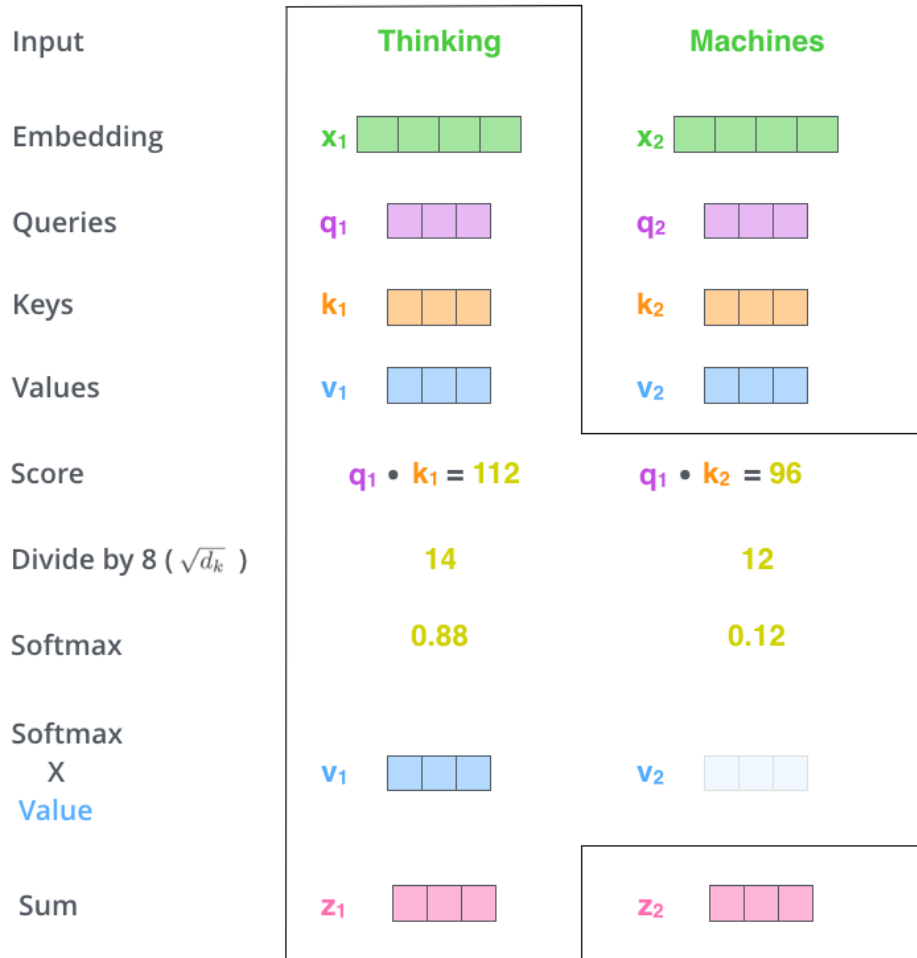 Input Thinking Machines
Embedding x₁ x₂
Queries q₁ q₂
Keys k₁ k₂
Values v₁ v₂
Score q₁ • k₁ = 112 q₁ • k₂ = 96
Divide by 8 ( √dₖ ) 14 12
Softmax 0.88 0.12
Softmax
X
Value v₁ v₂
Sum z₁ z₂